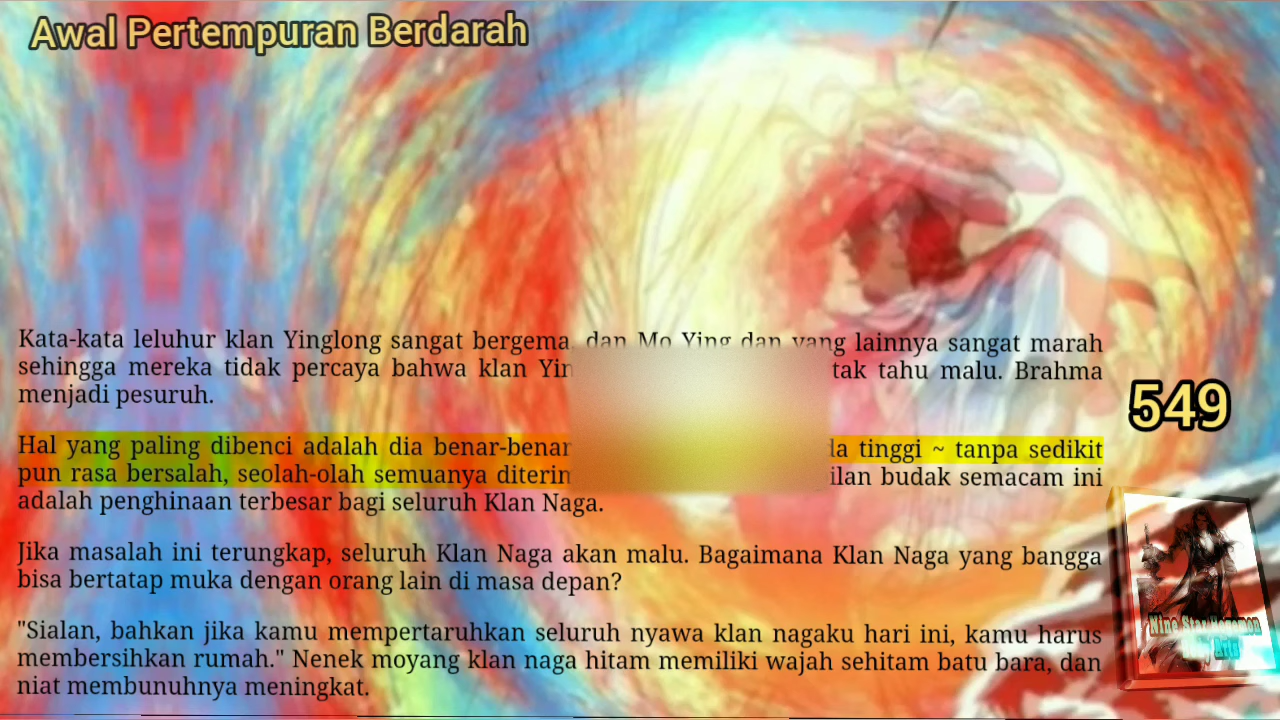 Awal Pertempuran Berdarah
Kata-kata leluhur klan Yinglong sangat bergema, dan Mo Ying dan yang lainnya sangat marah
sehingga mereka tidak percaya bahwa klan tak tahu malu. Brahma
menjadi pesuruh.
549
Hal yang paling dibenci adalah dia benar-benar tinggi ~ tanpa sedikit
pun rasa bersalah, seolah-olah semuanya budak semacam ini
adalah penghinaan terbesar bagi seluruh Klan Naga.
Jika masalah ini terungkap, seluruh Klan Naga akan malu. Bagaimana Klan Naga yang bangga
bisa bertatap muka dengan orang lain di masa depan?
"Sialan, bahkan jika kamu mempertaruhkan seluruh nyawa klan nagaku hari ini, kamu harus
membersihkan rumah." Nenek moyang klan naga hitam memiliki wajah sehitam batu bara, dan
niat membunuhnya meningkat.
Nine Star Hegemon
Body Arts